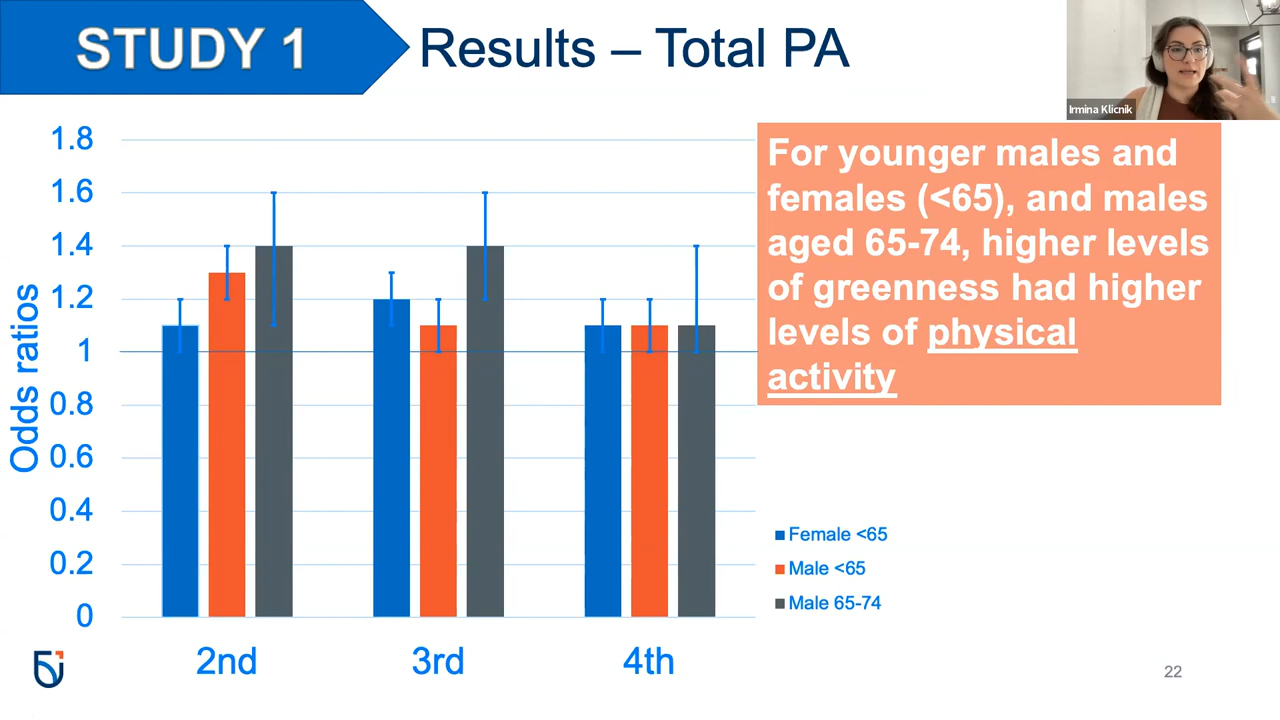 STUDY 1
Results – Total PA
Irmina Klicnik
For younger males and
females (<65), and males
aged 65-74, higher levels
of greenness had higher
levels of physical
activity
Odds ratios
1.8
1.6
1.4
1.2
1
0.8
0.6
0.4
0.2
0
2nd
3rd
4th
Female <65
Male <65
Male 65-74
22